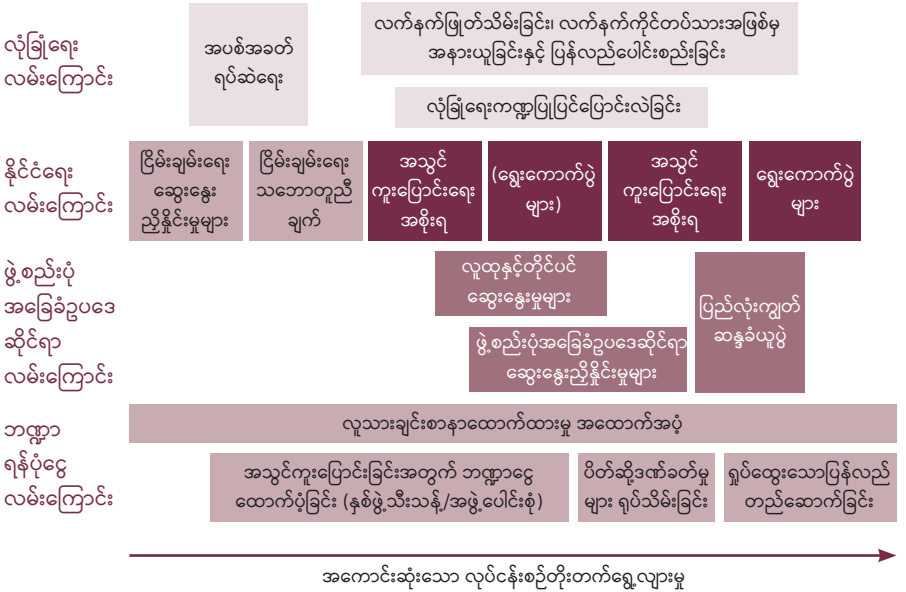 လုံခြုံရေး
လမ်းကြောင်း
အပစ်အခတ်
ရပ်ဆဲရေး
လက်နက်ဖြုတ်သိမ်းခြင်း၊ လက်နက်ကိုင်တပ်သားအဖြစ်မှ
အနားယူခြင်းနှင့် ပြန်လည်ပေါင်းစည်းခြင်း
လုံခြုံရေးကဏ္ဍပြုပြင်ပြောင်းလဲခြင်း
နိုင်ငံရေး
လမ်းကြောင်း
ငြိမ်းချမ်းရေး
ဆွေးနွေး
ညှိနှိုင်းမှုများ
ငြိမ်းချမ်းရေး
သဘောတူညီ
ချက်
အသွင်
ကူးပြောင်းရေး
အစိုးရ
(ရွေးကောက်ပွဲ
များ)
အသွင်
ကူးပြောင်းရေး
အစိုးရ
ရွေးကောက်ပွဲ
များ
ဖွဲ့စည်းပုံ
အခြေခံဥပဒေ
ဆိုင်ရာ
လမ်းကြောင်း
လူထုနှင့်တိုင်ပင်
ဆွေးနွေးမှုများ
ဖွဲ့စည်းပုံအခြေခံဥပဒေဆိုင်ရာ
ဆွေးနွေးညှိနှိုင်းမှုများ
ပြည်လုံးကျွတ်
ဆန္ဒခံယူပွဲ
ဘဏ္ဍာ
ရန်ပုံငွေ
လမ်းကြောင်း
လူသားချင်းစာနာထောက်ထားမှု အထောက်အပံ့
အသွင်ကူးပြောင်းခြင်းအတွက် ဘဏ္ဍာငွေ
ထောက်ပံ့ခြင်း (နှစ်ဖွဲ့သီးသန့်/အဖွဲ့ပေါင်းစုံ)
ပိတ်ဆို့ဒဏ်ခတ်မှု
များ ရုပ်သိမ်းခြင်း
ရှုပ်ထွေးသောပြန်လည်
တည်ဆောက်ခြင်း
အကောင်းဆုံးသော လုပ်ငန်းစဉ်တိုးတက်ရွေ့လျားမှု